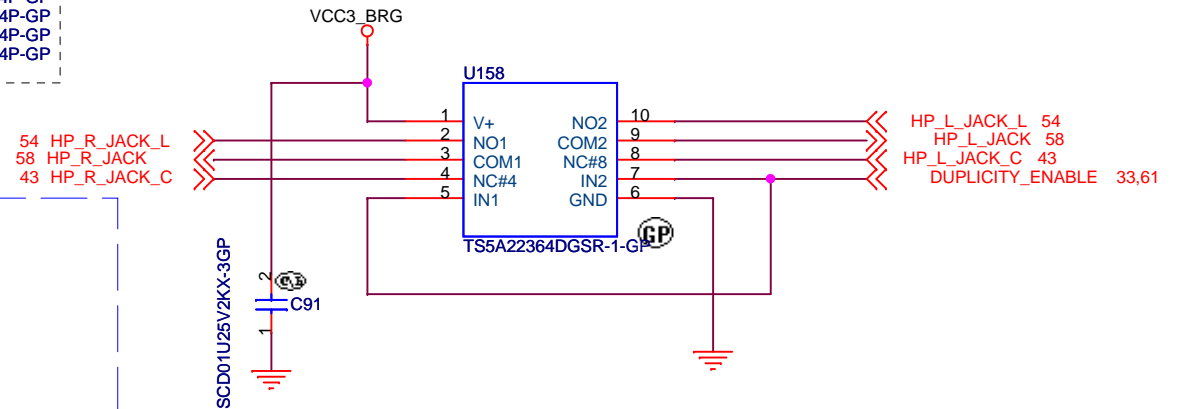 4P-GP
4P-GP
4P-GP
VCC3_BRG
U158
1 V+ NO2 10
2 NO1 COM2 9
3 COM1 NC#8 8
4 NC#4 IN2 7
5 IN1 GND 6
54 HP_R_JACK_L
58 HP_R_JACK
43 HP_R_JACK_C
HP_L_JACK_L 54
HP_L_JACK 58
HP_L_JACK_C 43
DUPLICITY_ENABLE 33,61
TS5A22364DGSR-1-GP
GP
SCD01U25V2KX-3GP
2
C91
1